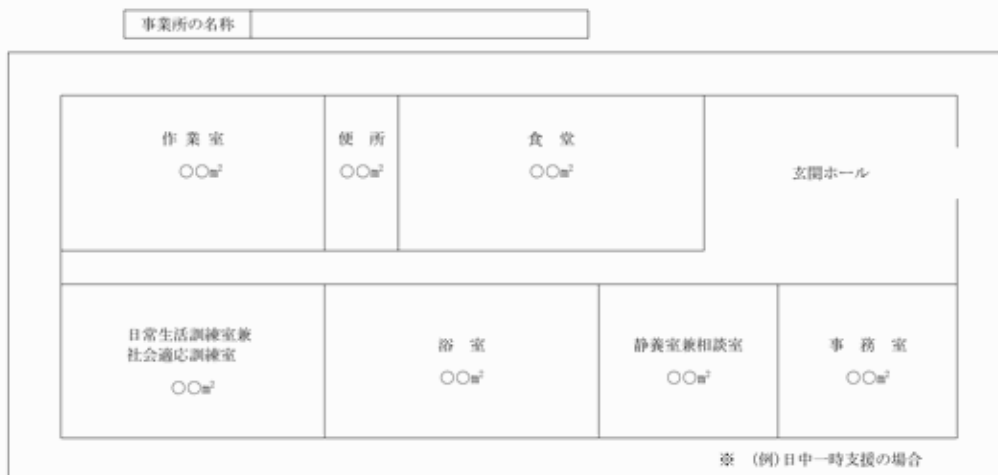 事業所の名称
作 業 室
○○㎡
便 所
○○㎡
食 堂
○○㎡
玄関ホール
日常生活訓練室兼
社会適応訓練室
○○㎡
浴 室
○○㎡
静養室兼相談室
○○㎡
事 務 室
○○㎡
※ (例)日中一時支援の場合